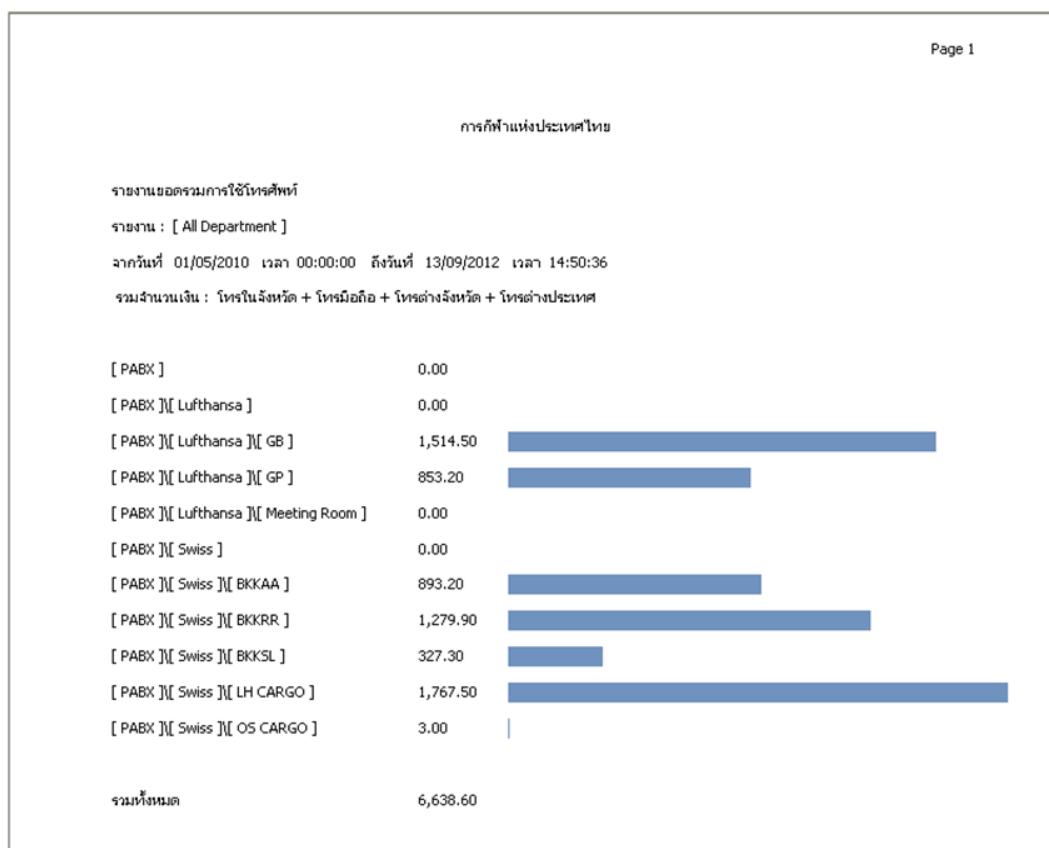 Page 1
การกีฬาแห่งประเทศไทย
รายงานยอดรวมการใช้โทรศัพท์
รายงาน : [ All Department ]
จากวันที่ 01/05/2010 เวลา 00:00:00 ถึงวันที่ 13/09/2012 เวลา 14:50:36
รวมจำนวนเงิน : โทรในจังหวัด + โทรมือถือ + โทรต่างจังหวัด + โทรต่างประเทศ
[ PABX ] 0.00
[ PABX ]\[ Lufthansa ] 0.00
[ PABX ]\[ Lufthansa ]\[ GB ] 1,514.50
[ PABX ]\[ Lufthansa ]\[ GP ] 853.20
[ PABX ]\[ Lufthansa ]\[ Meeting Room ] 0.00
[ PABX ]\[ Swiss ] 0.00
[ PABX ]\[ Swiss ]\[ BKKAA ] 893.20
[ PABX ]\[ Swiss ]\[ BKKRR ] 1,279.90
[ PABX ]\[ Swiss ]\[ BKKSL ] 327.30
[ PABX ]\[ Swiss ]\[ LH CARGO ] 1,767.50
[ PABX ]\[ Swiss ]\[ OS CARGO ] 3.00
รวมทั้งหมด 6,638.60